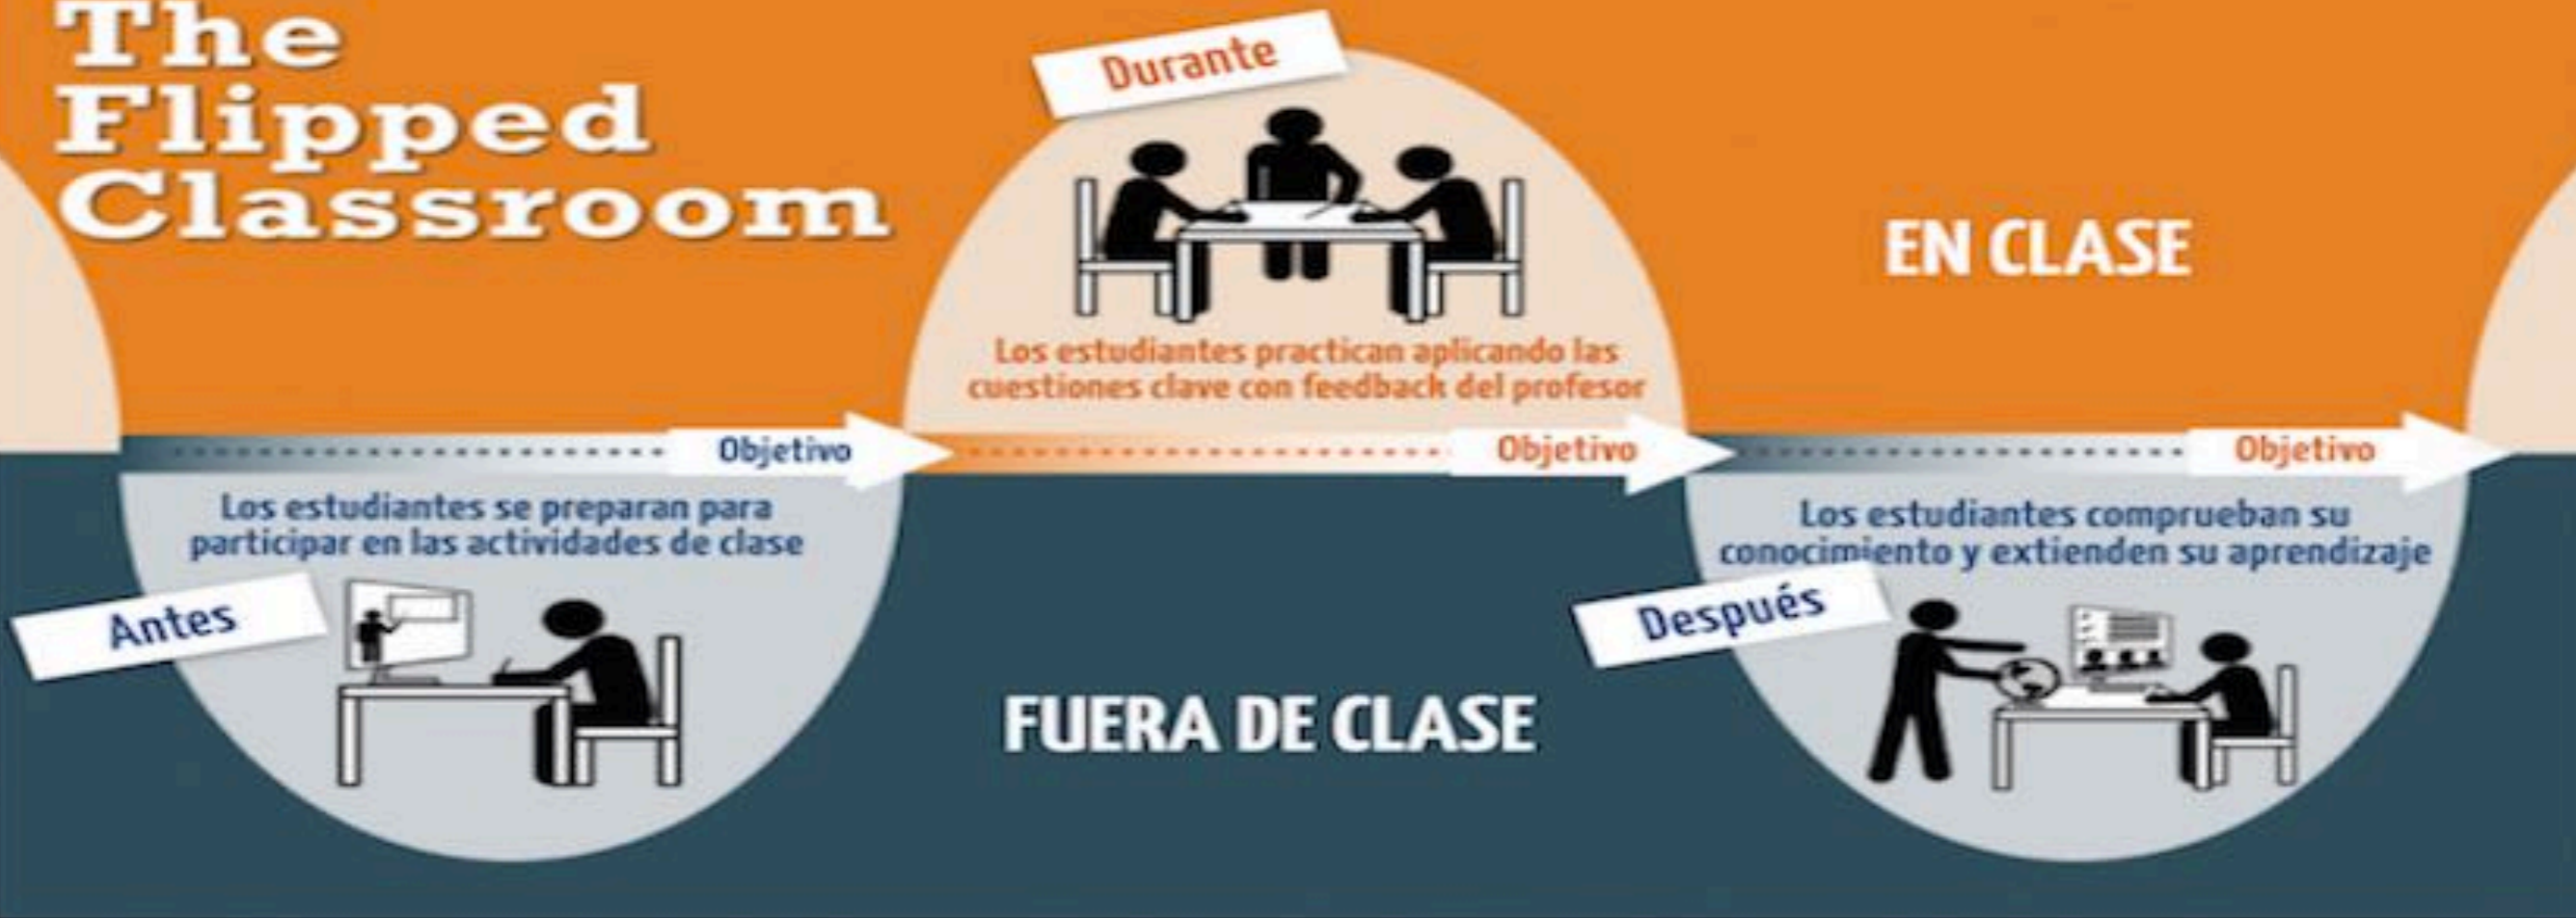 The
Flipped
Classroom
Durante
Los estudiantes practican aplicando las
cuestiones clave con feedback del profesor
EN CLASE
Objetivo
Objetivo
Objetivo
Los estudiantes se preparan para
participar en las actividades de clase
Antes
FUERA DE CLASE
Los estudiantes comprueban su
conocimiento y extienden su aprendizaje
Después